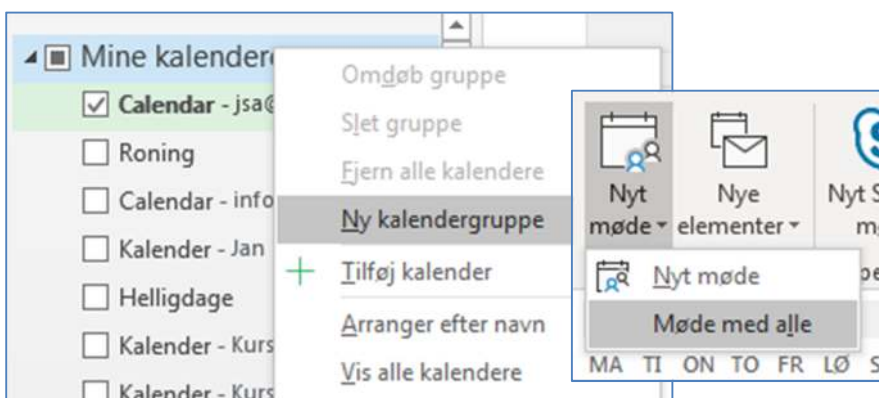 Mine kalendere
Calendar - jsa@
Roning
Calendar - info
Kalender - Jan
Helligdage
Kalender - Kurs
Kalender - Kurs
Omdøb gruppe
Slet gruppe
Fjern alle kalendere
Ny kalendergruppe
Tilføj kalender
Arranger efter navn
Vis alle kalendere
Nyt
møde
Nye
elementer
Nyt S
m
Nyt møde
Møde med alle
MA TI ON TO FR LØ S